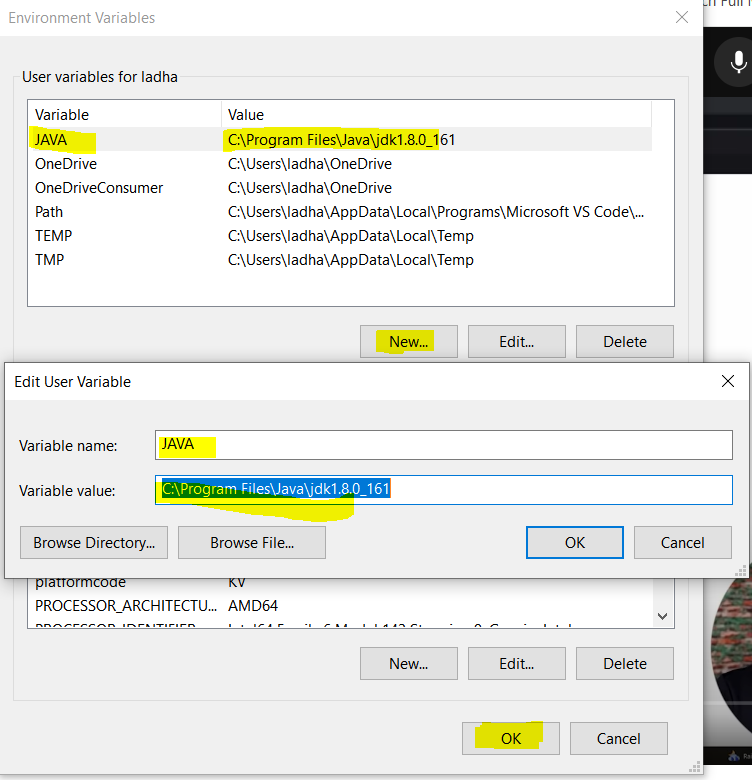 Environment Variables
User variables for ladha
Variable Value
JAVA C:\Program Files\Java\jdk1.8.0_161
OneDrive C:\Users\ladha\OneDrive
OneDriveConsumer C:\Users\ladha\OneDrive
Path C:\Users\ladha\AppData\Local\Programs\Microsoft VS Code\...
TEMP C:\Users\ladha\AppData\Local\Temp
TMP C:\Users\ladha\AppData\Local\Temp
New... Edit... Delete
Edit User Variable
Variable name: JAVA
Variable value: C:\Program Files\Java\jdk1.8.0_161
Browse Directory... Browse File... OK Cancel
platformcode KV
PROCESSOR_ARCHITECTU... AMD64
New... Edit... Delete
OK Cancel